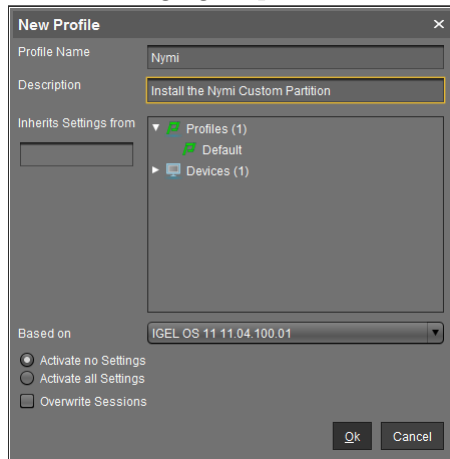 New Profile
Profile Name
Nymi
Description
Install the Nymi Custom Partition
Inherits Settings from
Profiles (1)
Default
Devices (1)
Based on
IGEL OS 11 11.04.100.01
Activate no Settings
Activate all Settings
Overwrite Sessions
Ok
Cancel